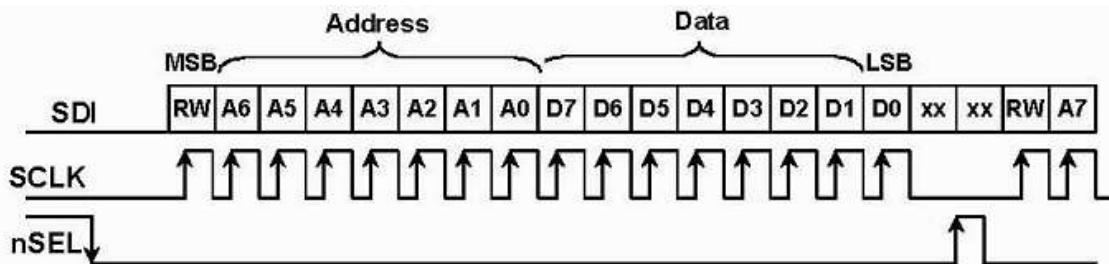 Address Data
MSB LSB
SDI RW A6 A5 A4 A3 A2 A1 A0 D7 D6 D5 D4 D3 D2 D1 D0 xx xx RW A7
SCLK
nSEL